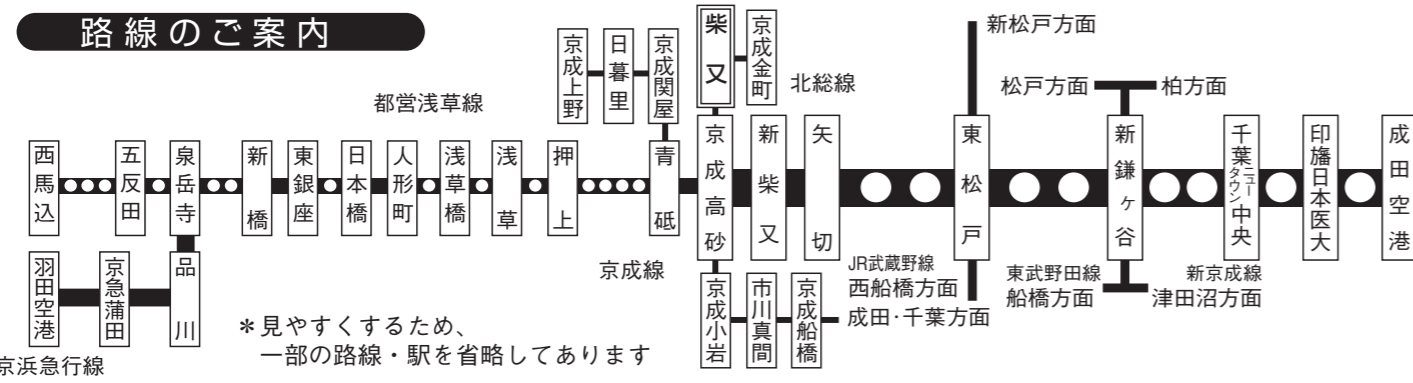 路線のご案内
柴又
京成金町
京成上野
日暮里
京成関屋
新松戸方面
松戸方面
柏方面
北総線
都営浅草線
西馬込
五反田
泉岳寺
新橋
東銀座
日本橋
人形町
浅草橋
浅草
押上
青砥
京成高砂
新柴又
矢切
東松戸
新鎌ヶ谷
千葉ニュータウン中央
印旛日本医大
成田空港
羽田空港
京急蒲田
品川
京成線
京成小岩
市川真間
京成船橋
JR武蔵野線
西船橋方面
成田・千葉方面
東武野田線
船橋方面
新京成線
津田沼方面
＊見やすくするため、
一部の路線・駅を省略してあります
京浜急行線